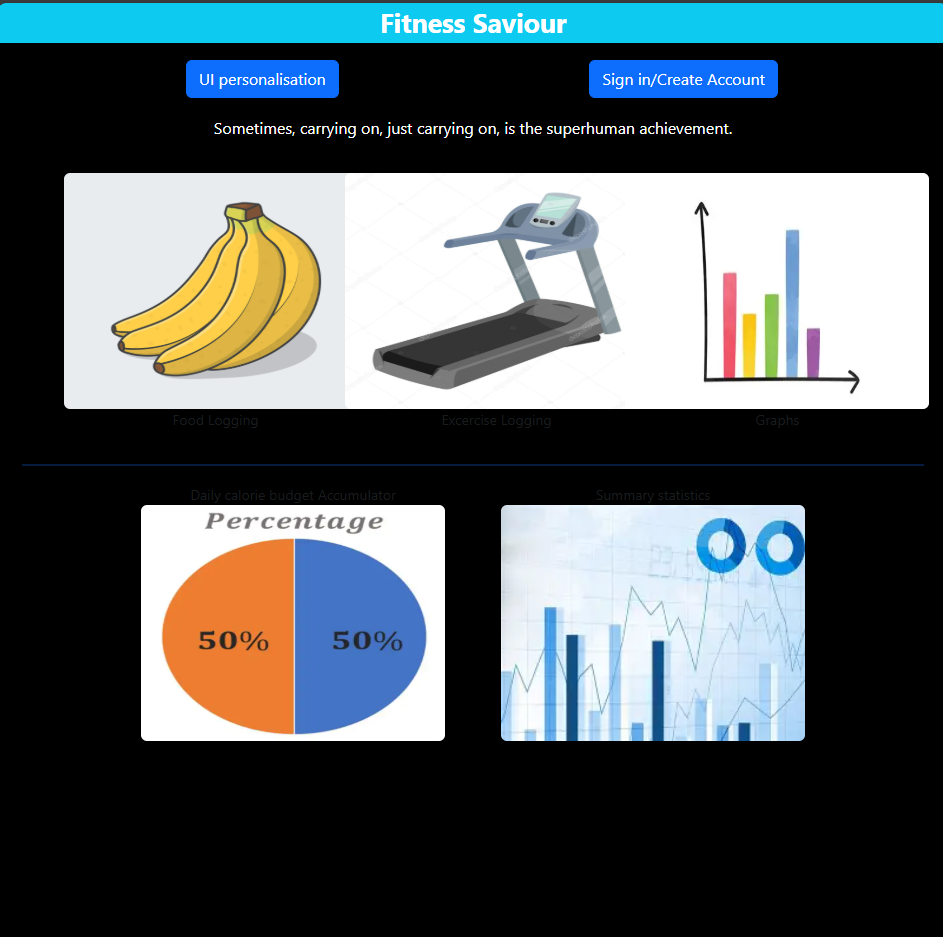 Fitness Saviour
UI personalisation
Sign in/Create Account
Sometimes, carrying on, just carrying on, is the superhuman achievement.
Food Logging
Excercise Logging
Graphs
Daily calorie budget Accumulator
Summary statistics
Percentage
50%
50%